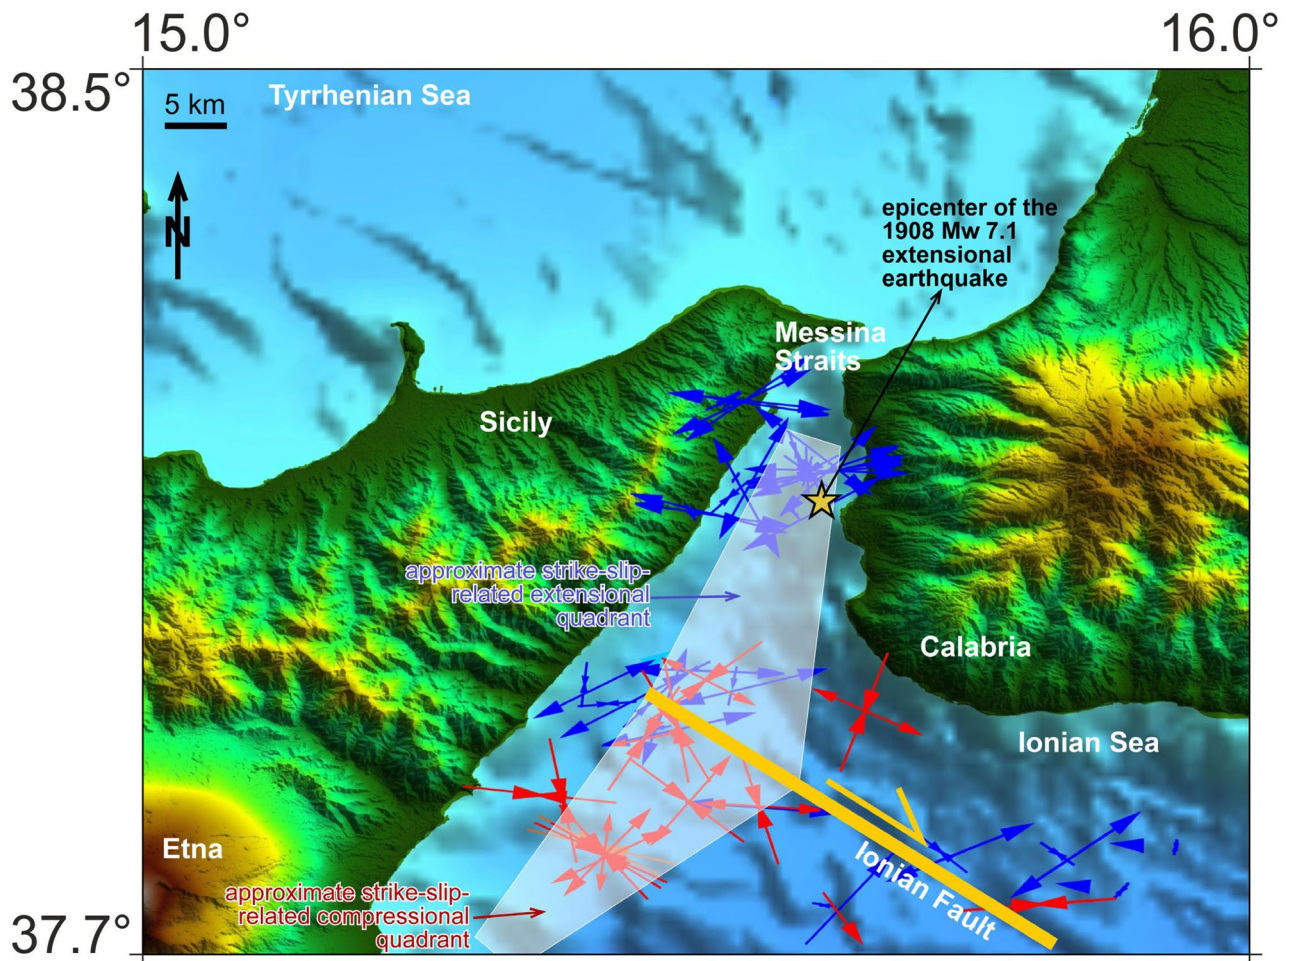 15.0°
16.0°
38.5°
5 km
Tyrrhenian Sea
N
epicenter of the
1908 Mw 7.1
extensional
earthquake
Messina
Straits
Sicily
approximate strike-slip-
related extensional
quadrant
Calabria
Ionian Sea
Etna
Ionian Fault
approximate strike-slip-
related compressional
quadrant
37.7°